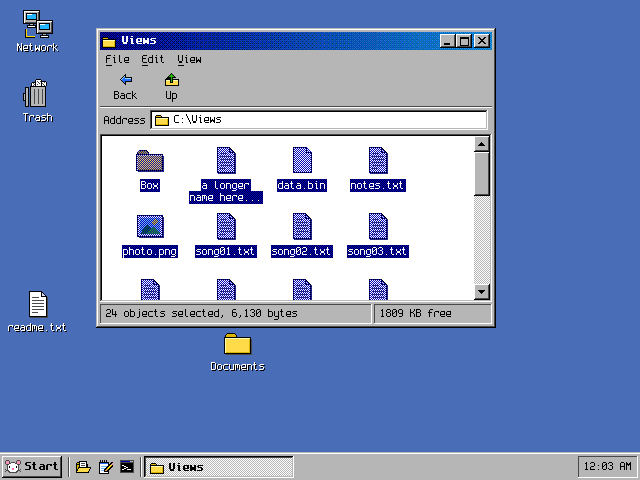 Network
Trash
readme.txt
Views
File Edit View
Back Up
Address C:\Views
Box a longer name here... data.bin notes.txt
photo.png song01.txt song02.txt song03.txt
24 objects selected, 6,130 bytes 1809 KB free
Documents
Start Views 12:03 AM